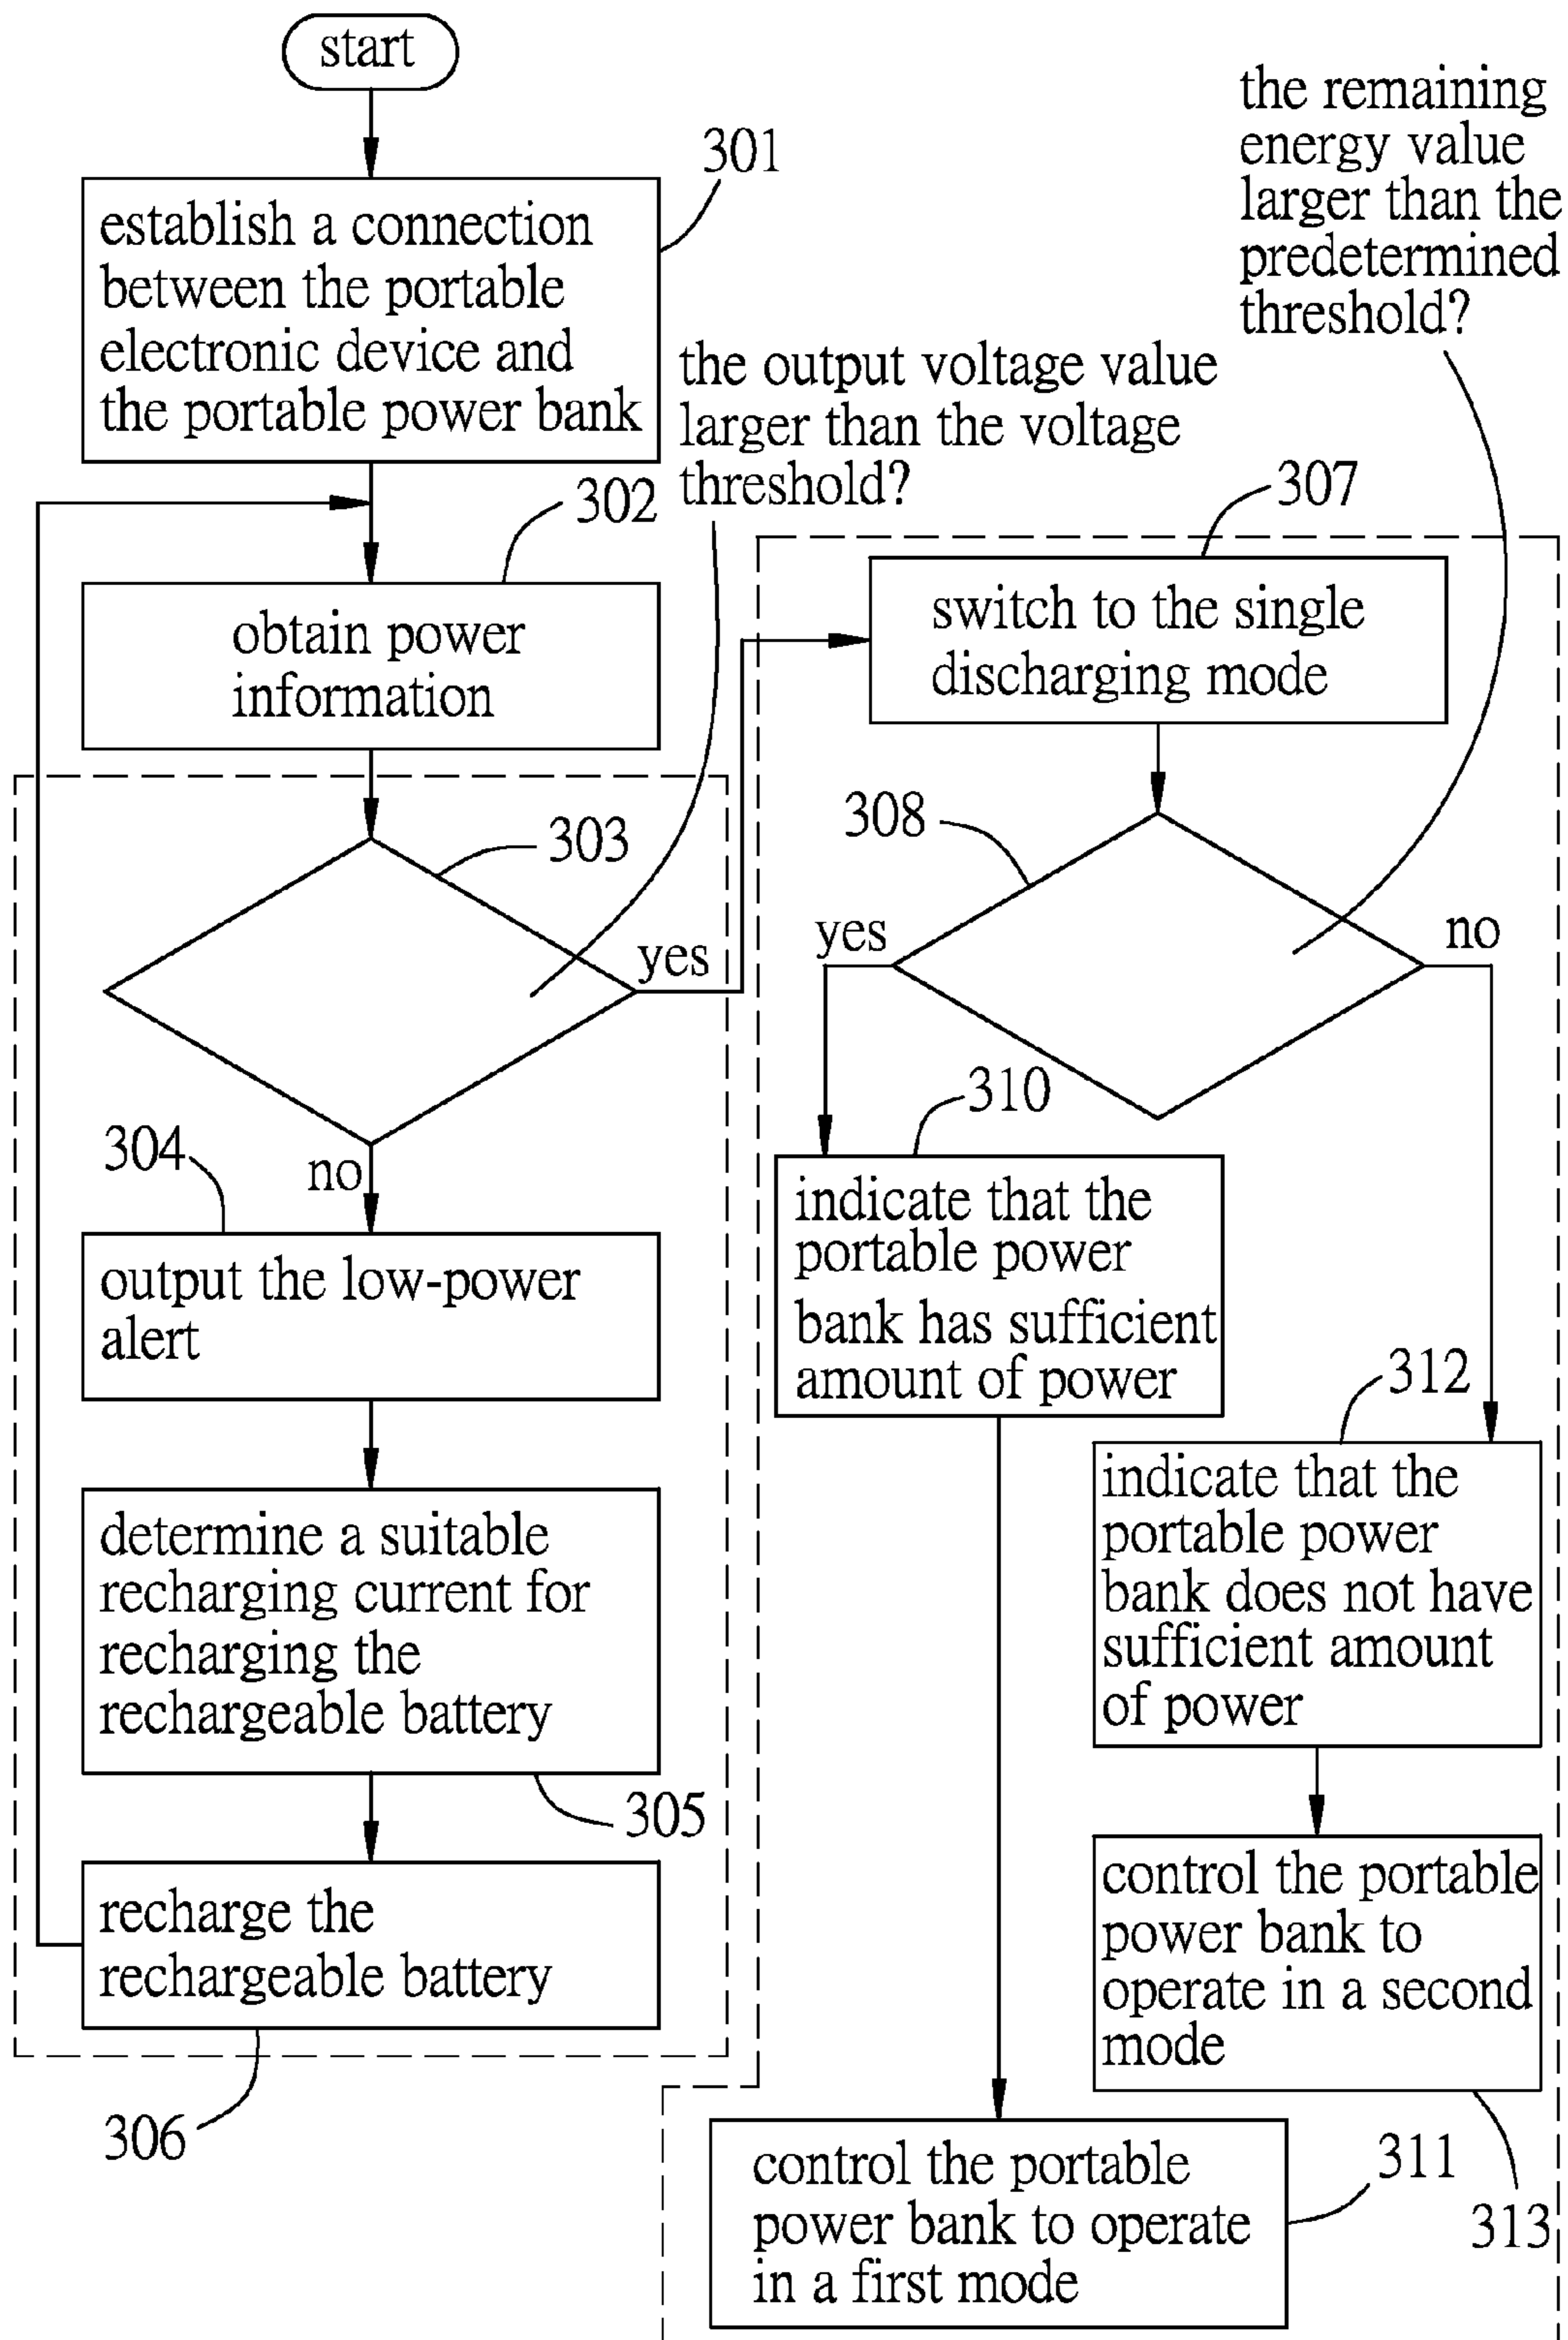 start
301
establish a connection
between the portable
electronic device and
the portable power bank
the remaining
energy value
larger than the
predetermined
threshold?
the output voltage value
larger than the voltage
threshold?
302
obtain power
information
303
yes
no
304
output the low-power
alert
determine a suitable
recharging current for
recharging the
rechargeable battery
305
recharge the
rechargeable battery
306
307
switch to the single
discharging mode
308
yes
no
310
indicate that the
portable power
bank has sufficient
amount of power
312
indicate that the
portable power
bank does not have
sufficient amount
of power
control the portable
power bank to
operate in a second
mode
313
control the portable
power bank to operate
in a first mode
311